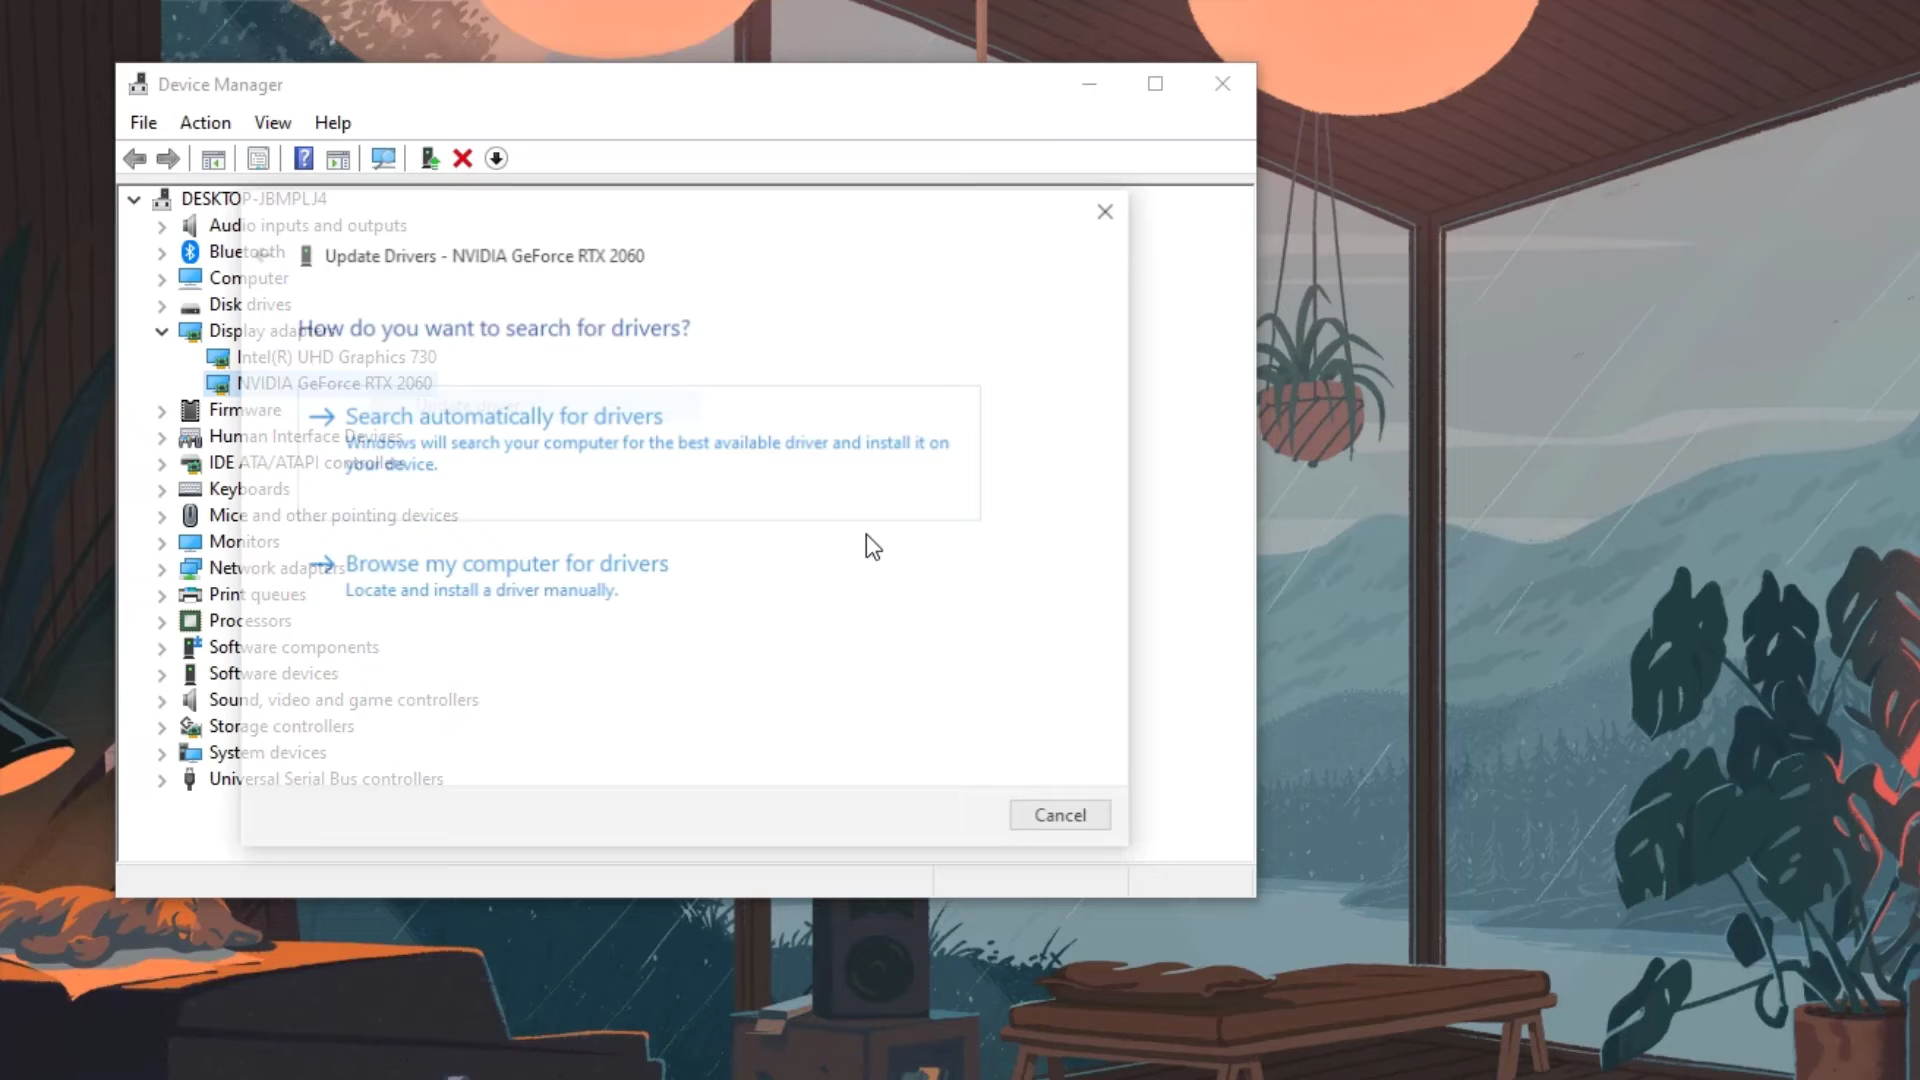 Device Manager
File Action View Help
DESKTOP-JBMPLJ4
Audio inputs and outputs
Bluetooth
Update Drivers - NVIDIA GeForce RTX 2060
Computer
Disk drives
Display adapters
How do you want to search for drivers?
Intel(R) UHD Graphics 730
NVIDIA GeForce RTX 2060
Update driver
Firmware
Search automatically for drivers
Human Interface Devices
Windows will search your computer for the best available driver and install it on
your device.
IDE ATA/ATAPI controllers
Keyboards
Mice and other pointing devices
Monitors
Network adapters
Browse my computer for drivers
Locate and install a driver manually.
Print queues
Processors
Software components
Software devices
Sound, video and game controllers
Storage controllers
System devices
Universal Serial Bus controllers
Cancel